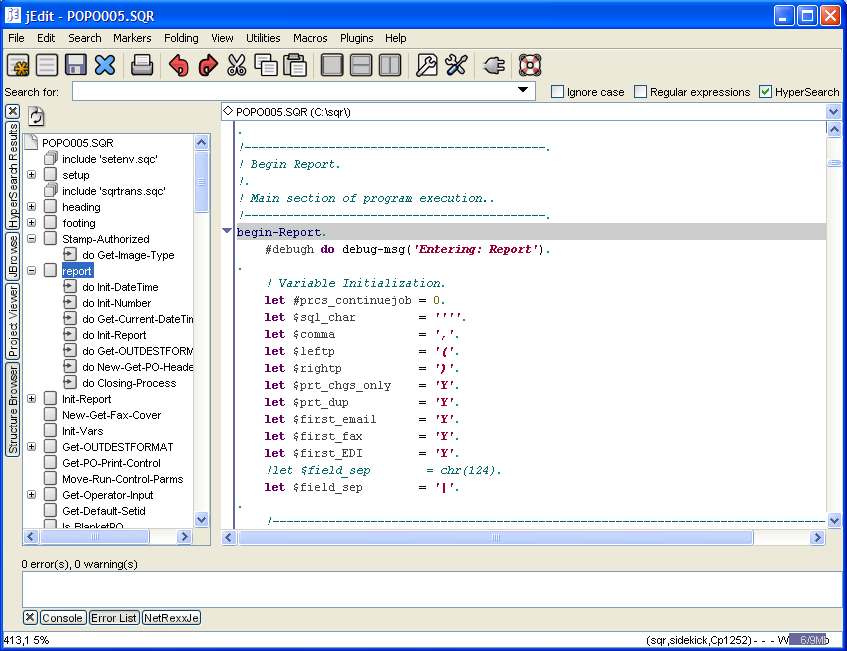 jEdit - POPO005.SQR
File Edit Search Markers Folding View Utilities Macros Plugins Help
Search for: Ignore case Regular expressions HyperSearch
POPO005.SQR (C:\sqr\)
HyperSearch Results
JBrowse
Project Viewer
Structure Browser
POPO005.SQR
include 'setenv.sqc'
setup
include 'sqrtrans.sqc'
heading
footing
Stamp-Authorized
do Get-Image-Type
report
do Init-DateTime
do Init-Number
do Get-Current-DateTin
do Init-Report
do Get-OUTDESTFORM
do New-Get-PO-Heade
do Closing-Process
Init-Report
New-Get-Fax-Cover
Init-Vars
Get-OUTDESTFORMAT
Get-PO-Print-Control
Move-Run-Control-Parms
Get-Operator-Input
Get-Default-Setid
Is-BlanketPO
.
!-------------------------------------------.
! Begin Report.
!.
! Main section of program execution..
!-------------------------------------------.
begin-Report.
#debugh do debug-msg('Entering: Report').
.
! Variable Initialization.
let #prcs_continuejob = 0.
let $sql_char = ''''.
let $comma = ','.
let $leftp = '('.
let $rightp = ')'.
let $prt_chgs_only = 'Y'.
let $prt_dup = 'Y'.
let $first_email = 'Y'.
let $first_fax = 'Y'.
let $first_EDI = 'Y'.
!let $field_sep = chr(124).
let $field_sep = '|'.
.
!-------------------------------------------------------------------------------
0 error(s), 0 warning(s)
Console Error List NetRexxJe
413,1 5% (sqr,sidekick,Cp1252) - - - W 6/9Mb